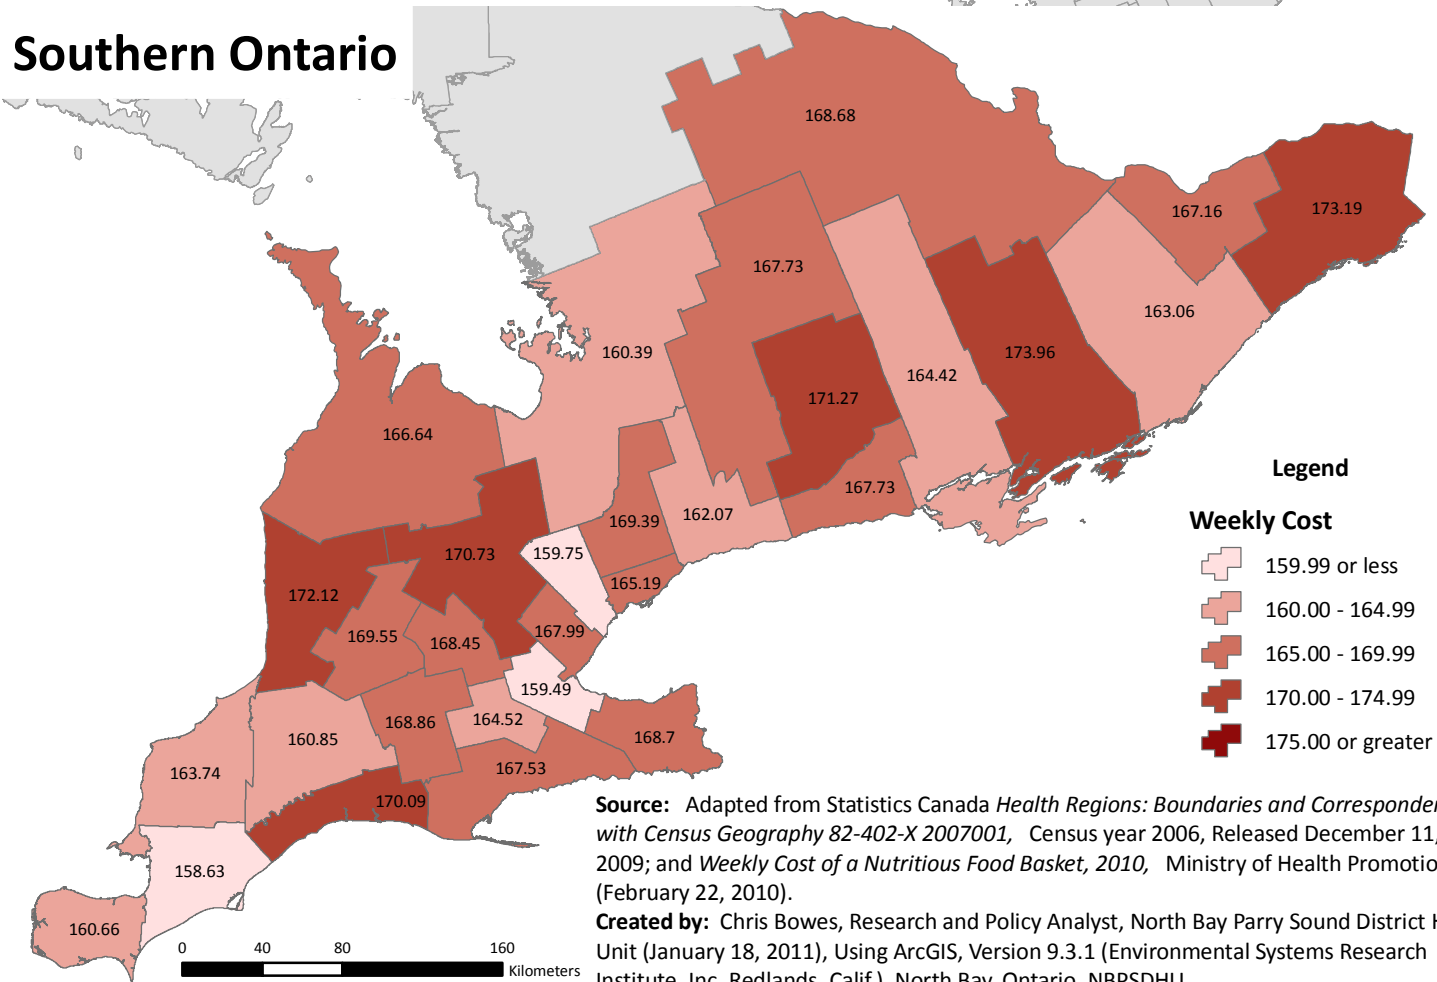 Southern Ontario
168.68
173.19
167.16
167.73
163.06
160.39
173.96
164.42
171.27
166.64
167.73
162.07
169.39
170.73
159.75
165.19
172.12
169.55
168.45
167.99
159.49
168.86
164.52
160.85
168.7
163.74
167.53
170.09
158.63
160.66
Legend
Weekly Cost
159.99 or less
160.00 - 164.99
165.00 - 169.99
170.00 - 174.99
175.00 or greater
0 40 80 160
Kilometers
Source: Adapted from Statistics Canada Health Regions: Boundaries and
with Census Geography 82-402-X 2007001, Census year 2006, Released December 11,
2009; and Weekly Cost of a Nutritious Food Basket, 2010, Ministry of Health
(February 22, 2010).
Created by: Chris Bowes, Research and Policy Analyst, North Bay Parry Sound District
Unit (January 18, 2011), Using ArcGIS, Version 9.3.1 (Environmental Systems Research
Institute, Inc. Redlands, Calif.), North Bay, Ontario, NBPSDHU